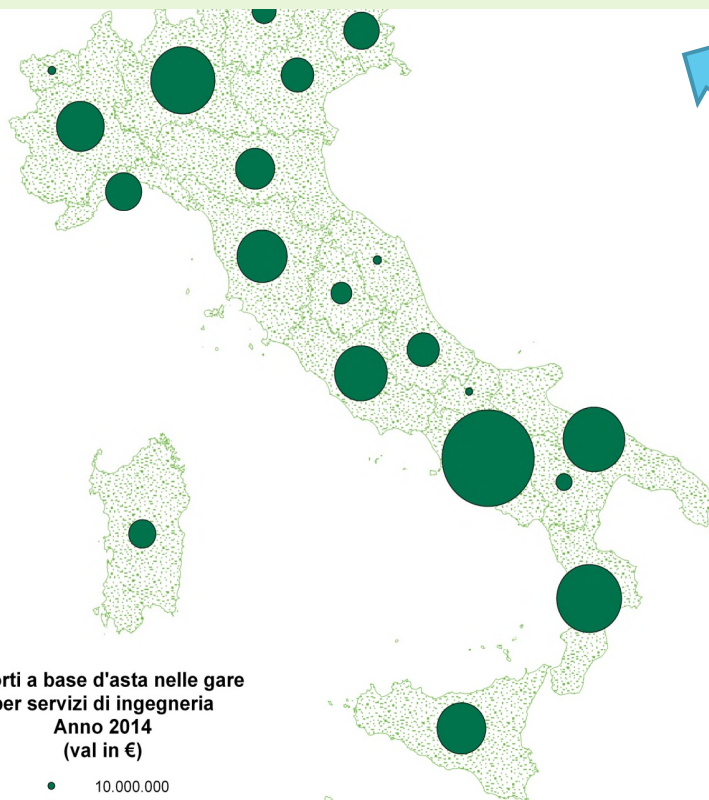 orti a base d'asta nelle gare
per servizi di ingegneria
Anno 2014
(val in €)
10.000.000